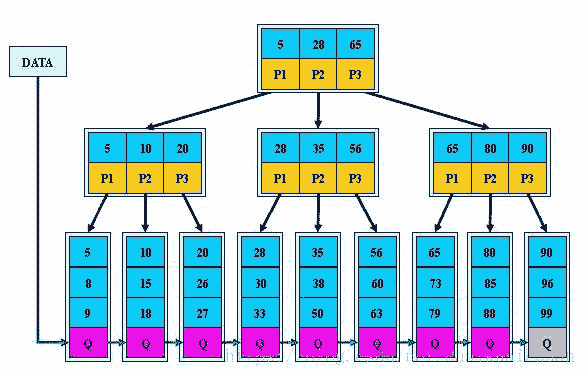 5 28 65
P1 P2 P3
DATA
5 10 20
P1 P2 P3
28 35 56
P1 P2 P3
65 80 90
P1 P2 P3
5 10 20 28 35 56 65 80 90
8 15 26 30 38 60 73 85 96
9 18 27 33 50 63 79 88 99
Q Q Q Q Q Q Q Q Q